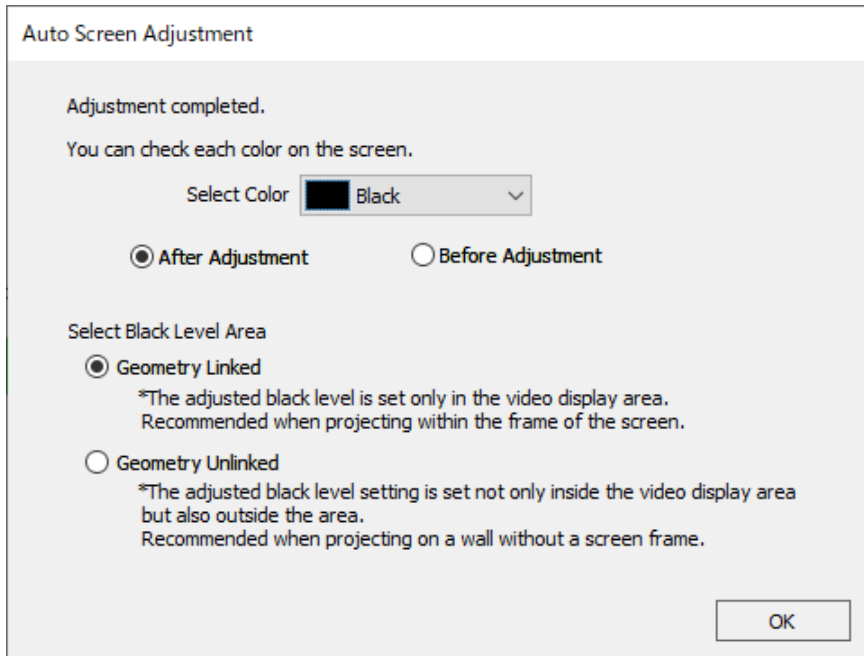 Auto Screen Adjustment
Adjustment completed.
You can check each color on the screen.
Select Color Black
After Adjustment Before Adjustment
Select Black Level Area
Geometry Linked
*The adjusted black level is set only in the video display area.
Recommended when projecting within the frame of the screen.
Geometry Unlinked
*The adjusted black level setting is set not only inside the video display area
but also outside the area.
Recommended when projecting on a wall without a screen frame.
OK